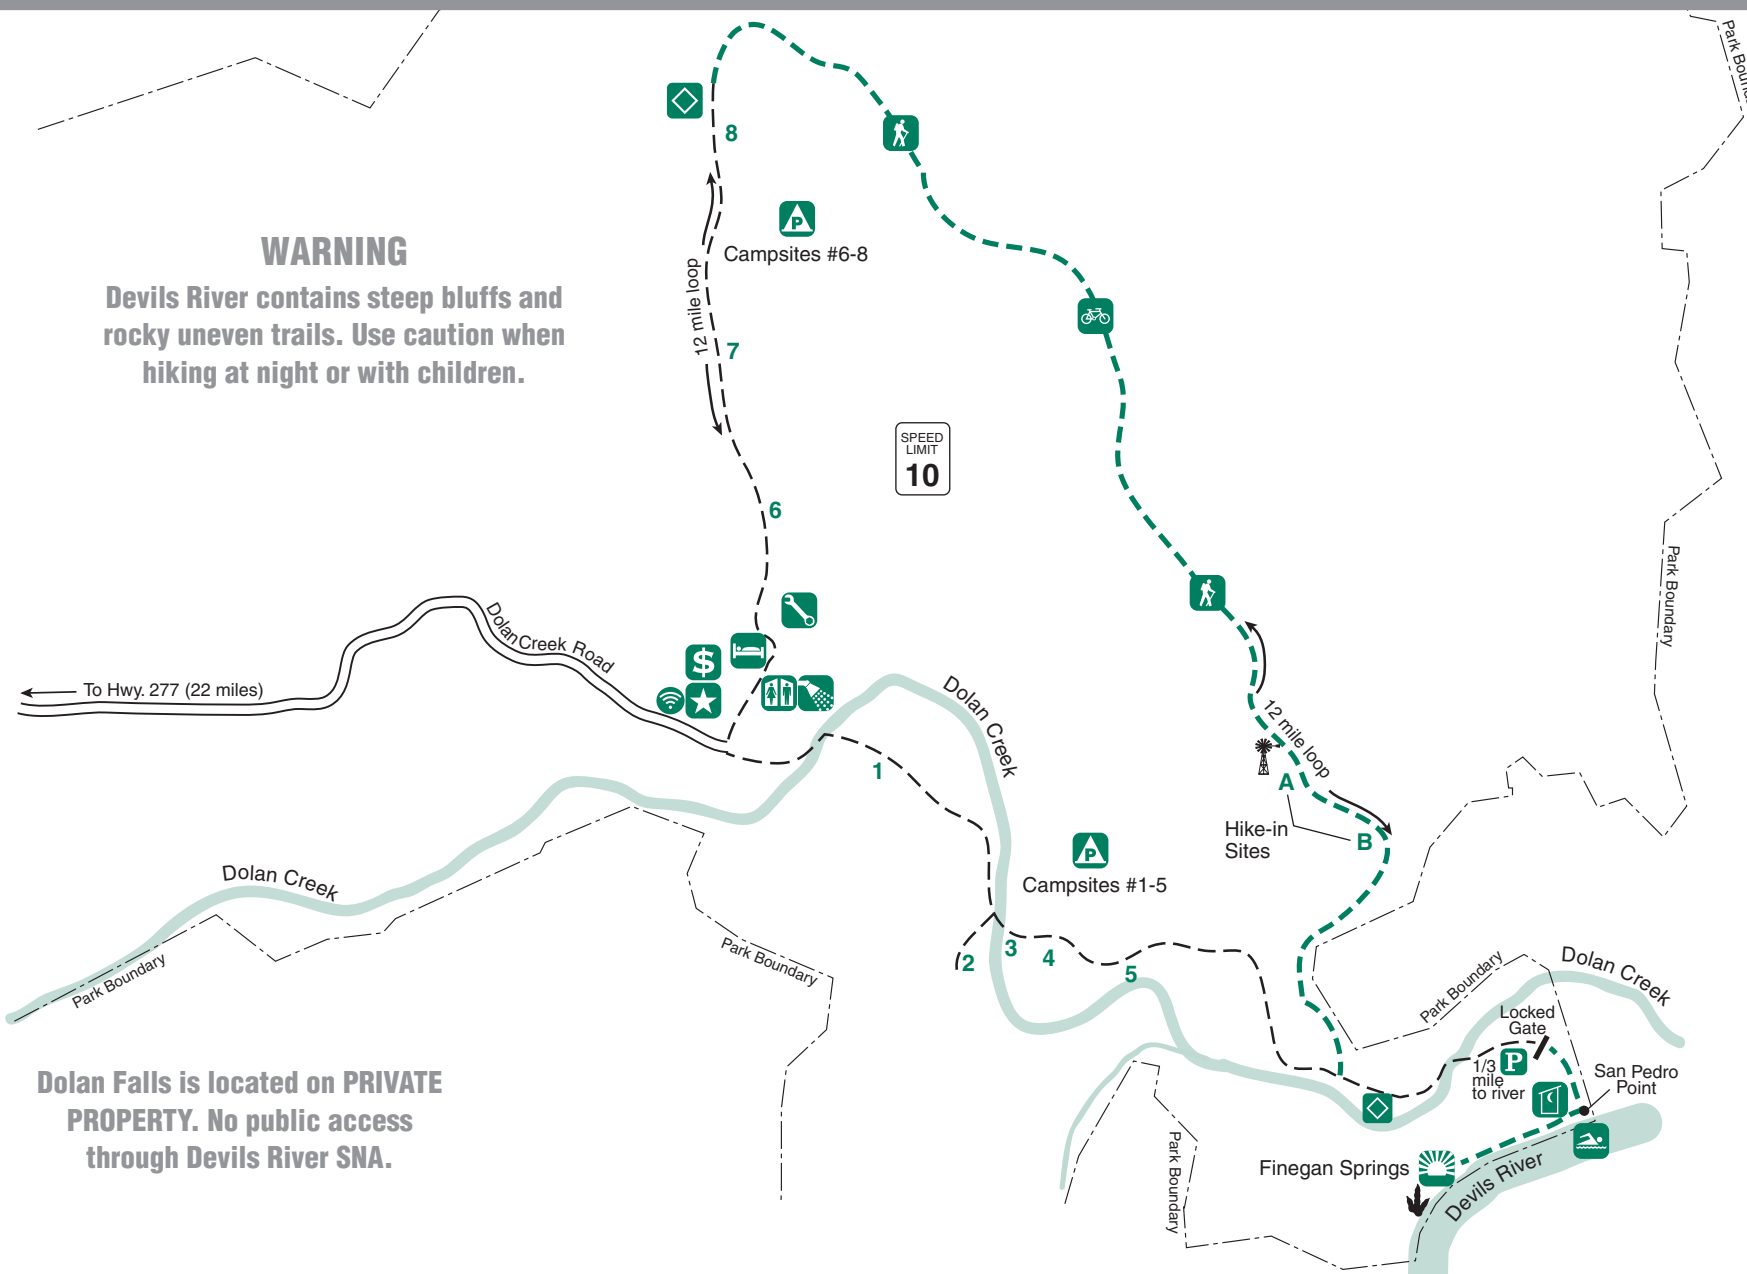 Park Bound
8
Campsites #6-8
WARNING
Devils River contains steep bluffs and
rocky uneven trails. Use caution when
hiking at night or with children.
12 mile loop
7
SPEED
LIMIT
10
6
Park Boundary
Dolan Creek Road
To Hwy. 277 (22 miles)
$
P
P
Dolan Creek
12 mile loop
1
A
Hike-in
Sites
B
Campsites #1-5
Dolan Creek
Park Boundary
Park Boundary
2
3
4
5
Park Boundary
Dolan Creek
Locked
Gate
P
1/3
mile
to river
San Pedro
Point
Dolan Falls is located on PRIVATE
PROPERTY. No public access
through Devils River SNA.
Park Boundary
Finegan Springs
Devils River